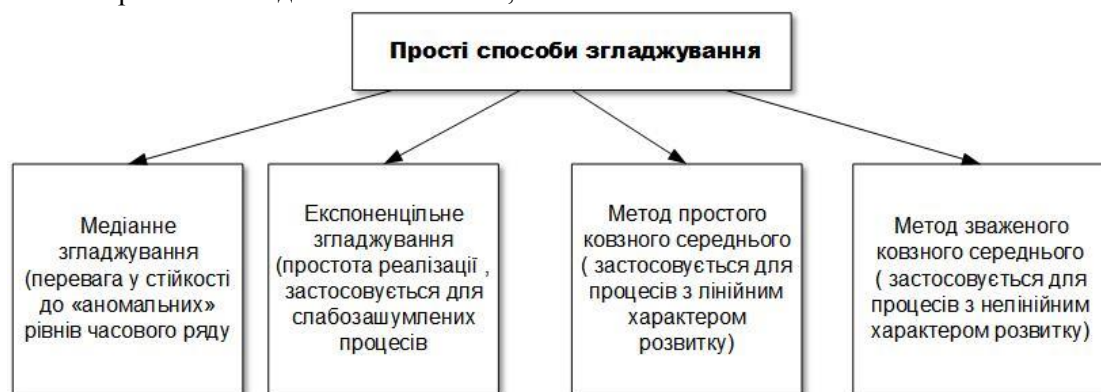 Прості способи згладжування
Медіанне
згладжування
(перевага у стійкості
до «аномальних»
рівнів часового ряду
Експоненцільне
згладжування
(простота реалізації ,
застосовується для
слабозашумлених
процесів
Метод простого
ковзного середнього
( застосовується для
процесів з лінійним
характером
розвитку)
Метод зваженого
ковзного середнього
( застосовується для
процесів з нелінійним
характером розвитку)